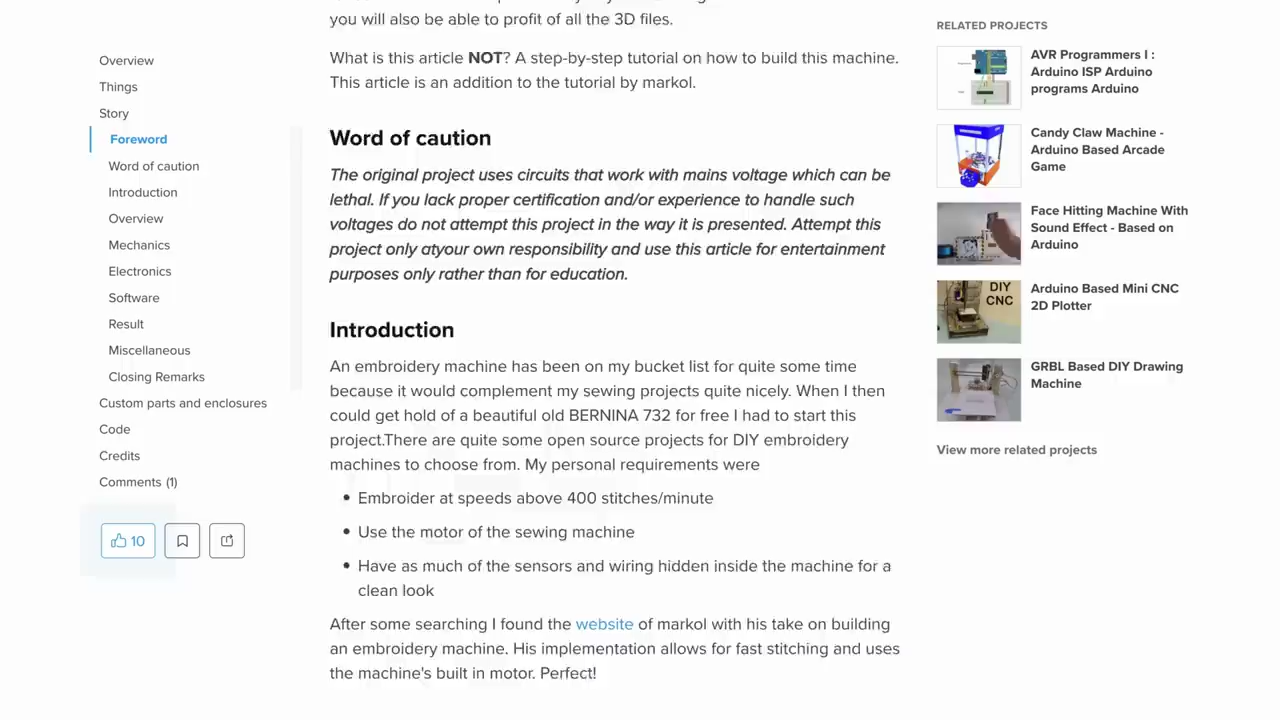 Overview
Things
Story
Foreword
Word of caution
Introduction
Overview
Mechanics
Electronics
Software
Result
Miscellaneous
Closing Remarks
Custom parts and enclosures
Code
Credits
Comments (1)
10
you will also be able to profit of all the 3D files.
What is this article NOT? A step-by-step tutorial on how to build this machine.
This article is an addition to the tutorial by markol.
Word of caution
The original project uses circuits that work with mains voltage which can be
lethal. If you lack proper certification and/or experience to handle such
voltages do not attempt this project in the way it is presented. Attempt this
project only atyour own responsibility and use this article for entertainment
purposes only rather than for education.
Introduction
An embroidery machine has been on my bucket list for quite some time
because it would complement my sewing projects quite nicely. When I then
could get hold of a beautiful old BERNINA 732 for free I had to start this
project.There are quite some open source projects for DIY embroidery
machines to choose from. My personal requirements were
• Embroider at speeds above 400 stitches/minute
• Use the motor of the sewing machine
• Have as much of the sensors and wiring hidden inside the machine for a
clean look
After some searching I found the website of markol with his take on building
an embroidery machine. His implementation allows for fast stitching and uses
the machine's built in motor. Perfect!
RELATED PROJECTS
AVR Programmers I :
Arduino ISP Arduino
programs Arduino
Candy Claw Machine -
Arduino Based Arcade
Game
Face Hitting Machine With
Sound Effect - Based on
Arduino
DIY
CNC
Arduino Based Mini CNC
2D Plotter
GRBL Based DIY Drawing
Machine
View more related projects